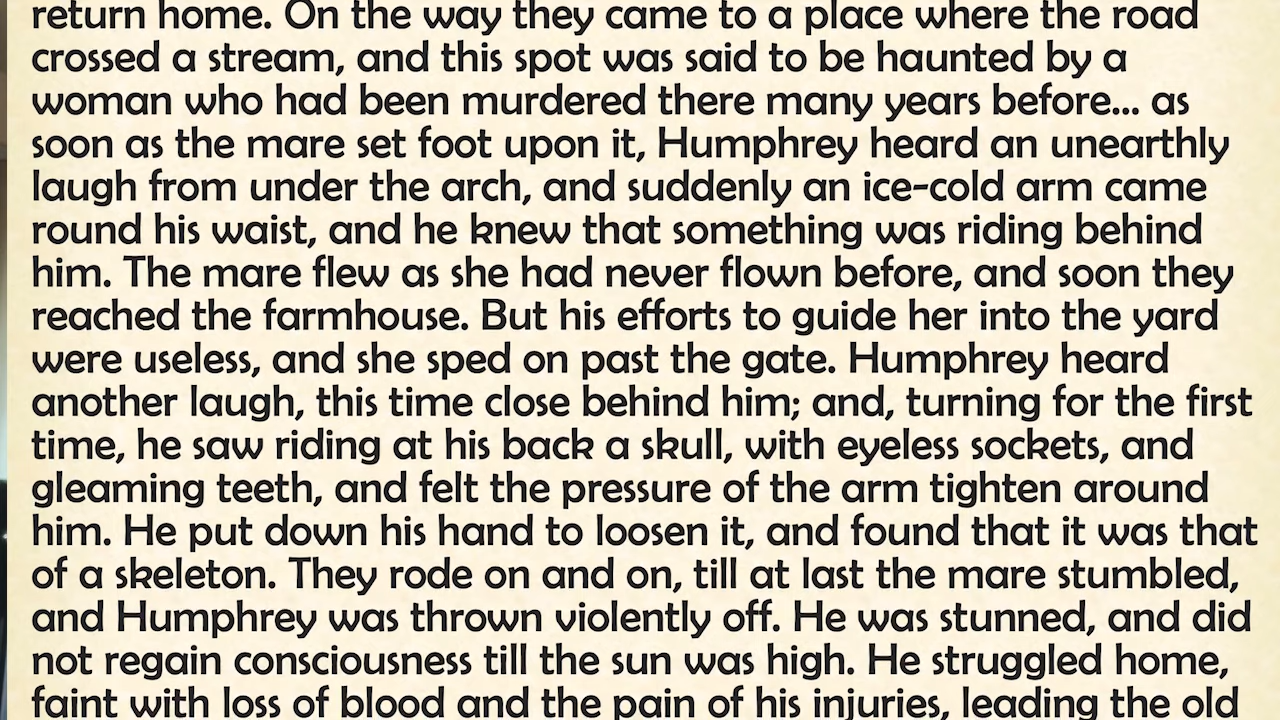 return home. On the way they came to a place where the road
crossed a stream, and this spot was said to be haunted by a
woman who had been murdered there many years before... as
soon as the mare set foot upon it, Humphrey heard an unearthly
laugh from under the arch, and suddenly an ice-cold arm came
round his waist, and he knew that something was riding behind
him. The mare flew as she had never flown before, and soon they
reached the farmhouse. But his efforts to guide her into the yard
were useless, and she sped on past the gate. Humphrey heard
another laugh, this time close behind him; and, turning for the first
time, he saw riding at his back a skull, with eyeless sockets, and
gleaming teeth, and felt the pressure of the arm tighten around
him. He put down his hand to loosen it, and found that it was that
of a skeleton. They rode on and on, till at last the mare stumbled,
and Humphrey was thrown violently off. He was stunned, and did
not regain consciousness till the sun was high. He struggled home,
faint with loss of blood and the pain of his injuries, leading the old